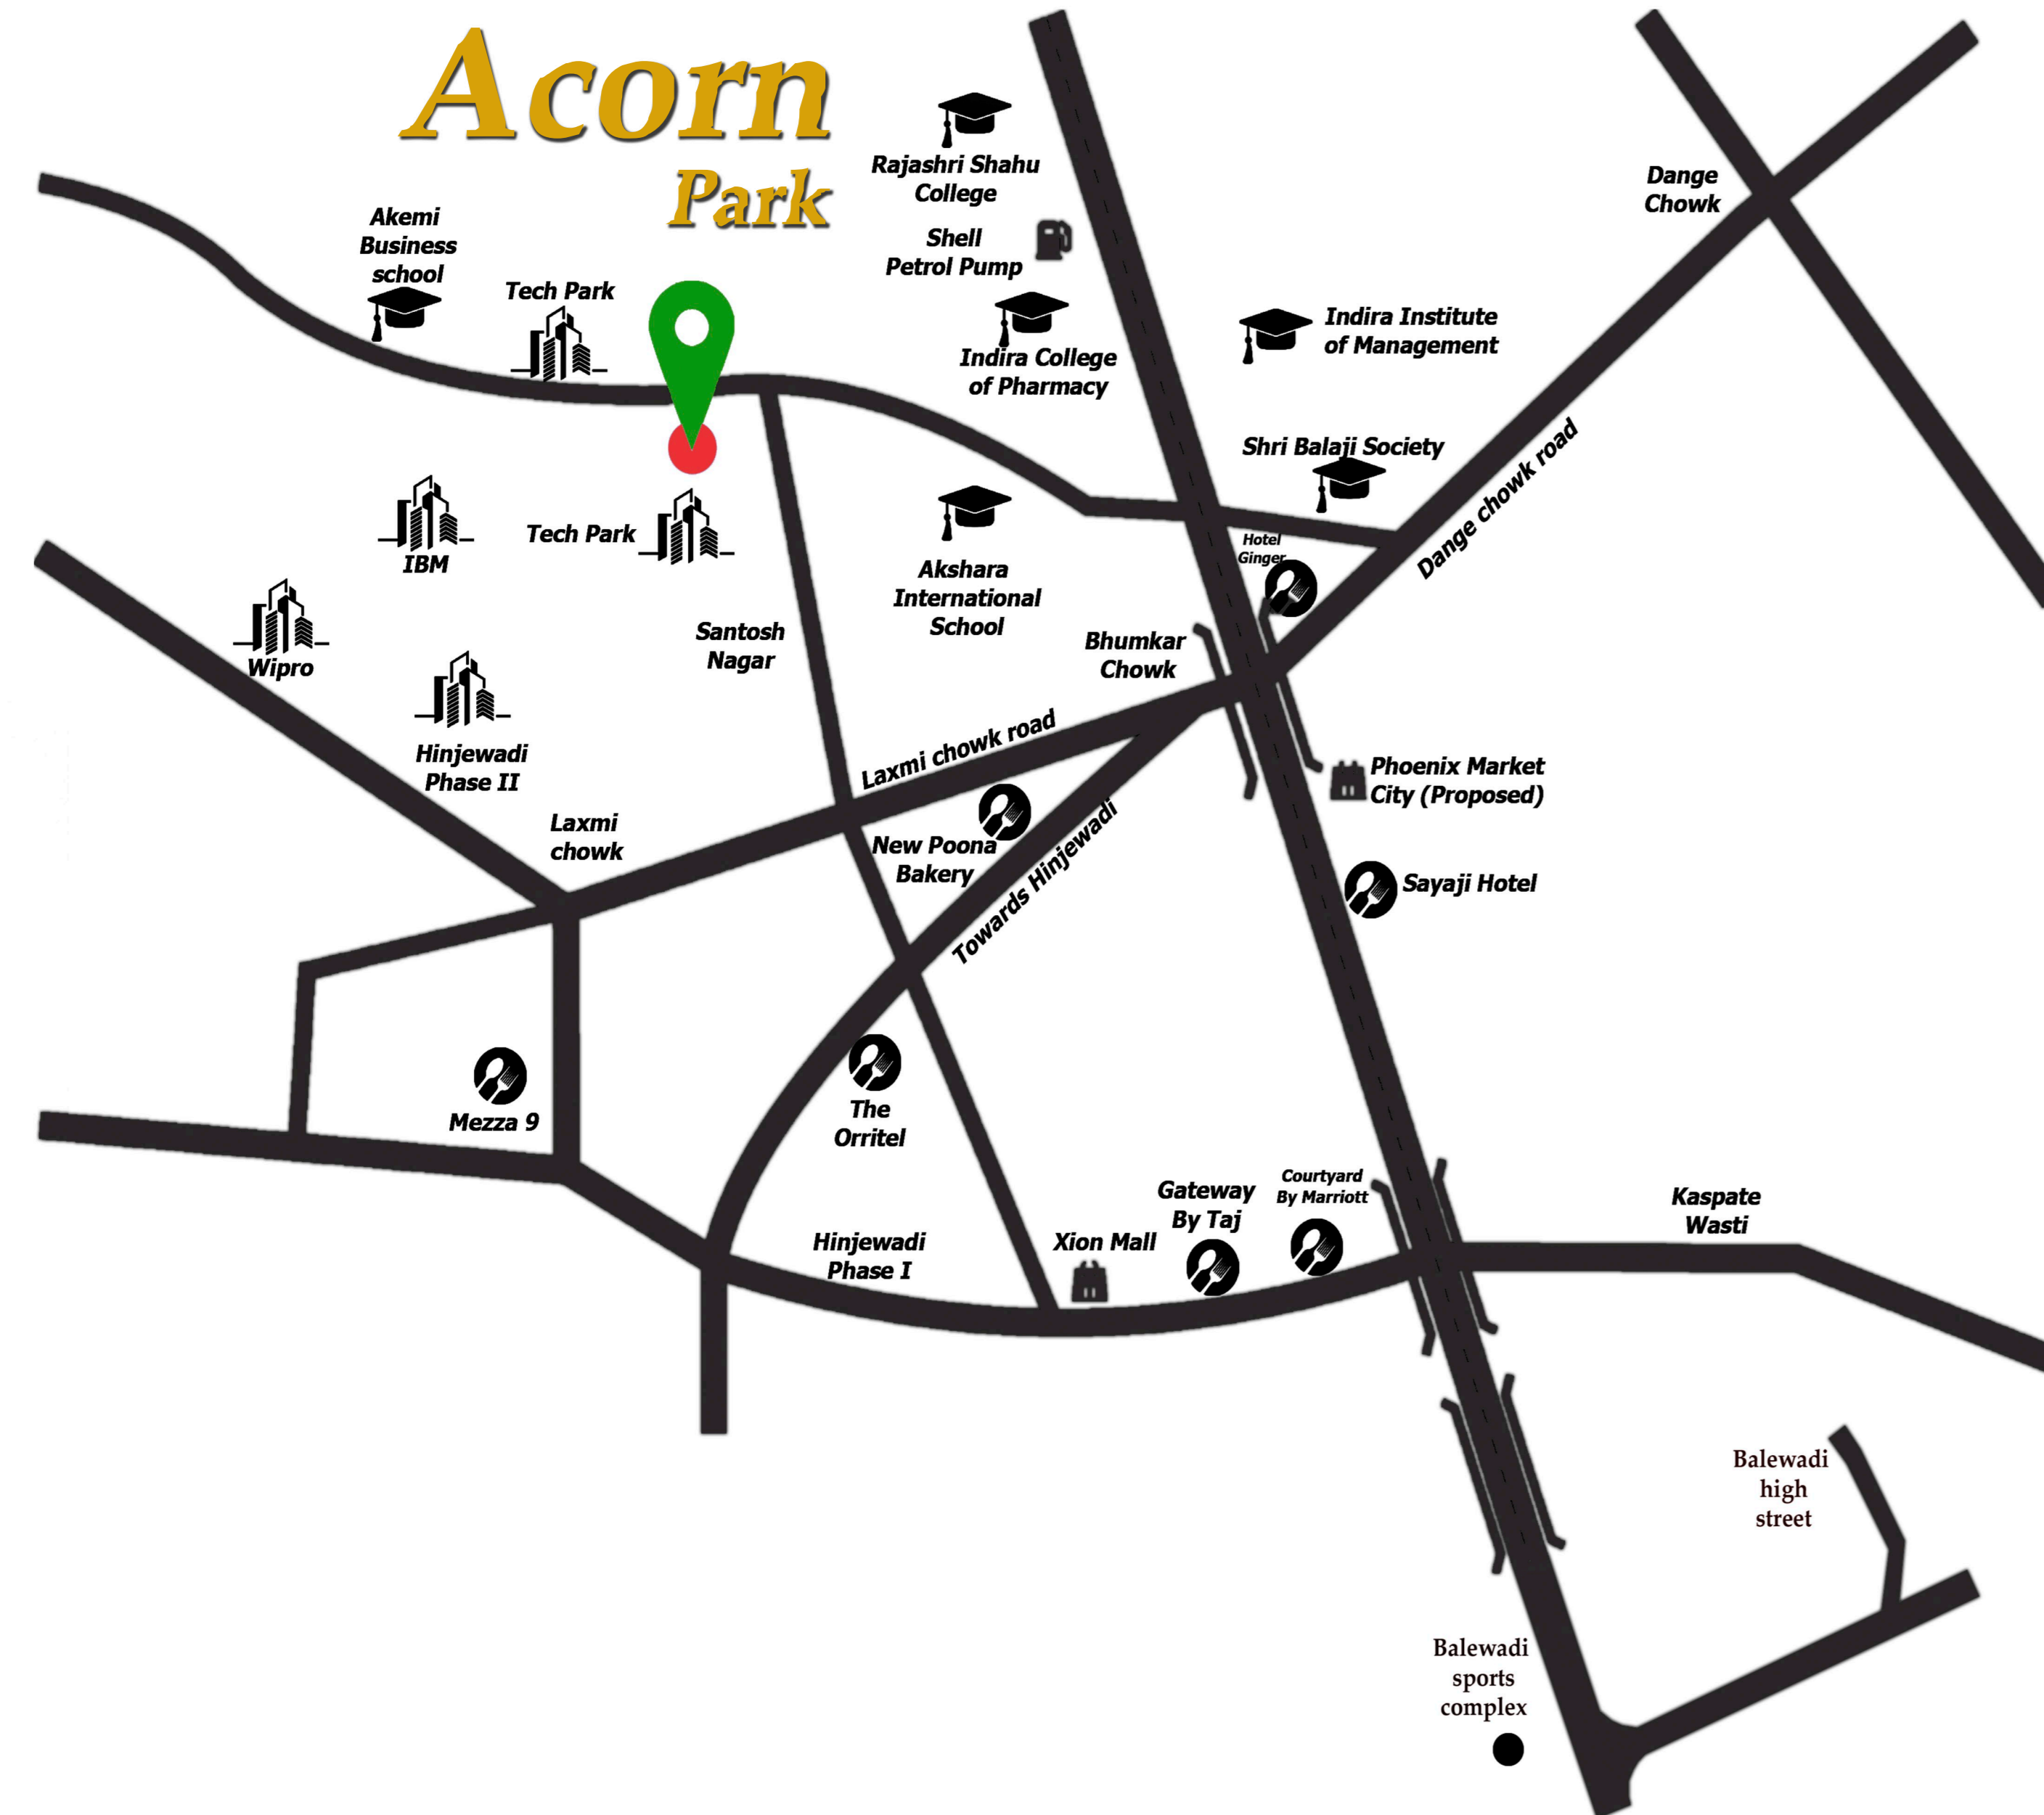 Acorn
Park
Rajashri Shahu
College
Shell
Petrol Pump
Dange
Chowk
Akemi
Business
school
Tech Park
Indira College
of Pharmacy
Indira Institute
of Management
Shri Balaji Society
Dange chowk road
Hotel
Ginger
IBM
Tech Park
Akshara
International
School
Wipro
Santosh
Nagar
Bhumkar
Chowk
Hinjewadi
Phase II
Laxmi chowk road
Phoenix Market
City (Proposed)
Laxmi
chowk
New Poona
Bakery
Towards Hinjewadi
Sayaji Hotel
Mezza 9
The
Orritel
Hinjewadi
Phase I
Xion Mall
Gateway
By Taj
Courtyard
By Marriott
Kaspate
Wasti
Balewadi
high
street
Balewadi
sports
complex